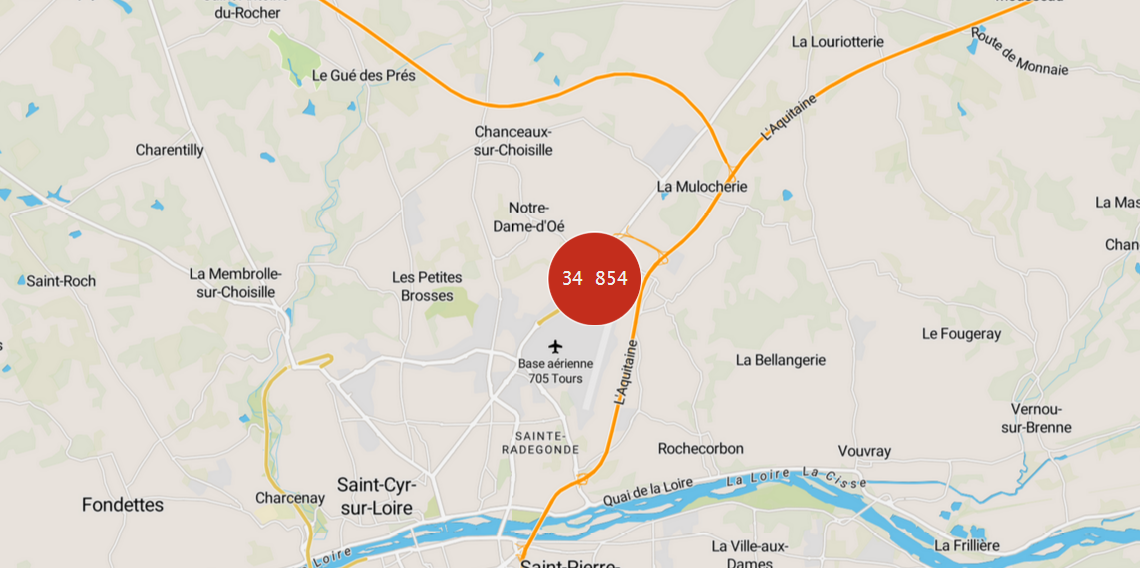 du-Rocher
La Louriotterie
Route de Monnaie
Le Gué des Prés
L'Aquitaine
Chanceaux-
sur-Choisille
Charentilly
La Mulocherie
La Mas
Notre-
Dame-d'Oé
Chan
Saint-Roch
La Membrolle-
sur-Choisille
Les Petites
Brosses
34 854
Le Fougeray
Base aérienne
705 Tours
La Bellangerie
L'Aquitaine
Vernou-
sur-Brenne
SAINTE-
RADEGONDE
Rochecorbon
Vouvray
Fondettes
Charcenay
Saint-Cyr-
sur-Loire
Quai de la Loire
La Loire
La Cisse
Loire
La Ville-aux-
Dames
La Frillière
Saint-Pierre-